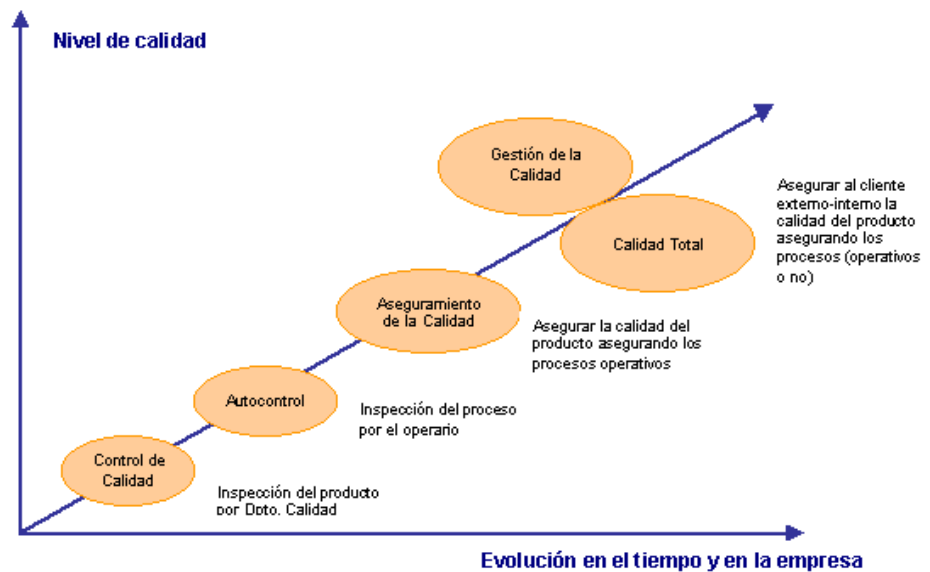 Nivel de calidad
Gestión de la
Calidad
Asegurar al cliente
externo-interno la
calidad del producto
asegurando los
procesos (operativos
o no)
Calidad Total
Aseguramiento
de la Calidad
Asegurar la calidad del
producto asegurando los
procesos operativos
Autocontrol
Inspección del proceso
por el operario
Control de
Calidad
Inspección del producto
por Dpto. Calidad
Evolución en el tiempo y en la empresa